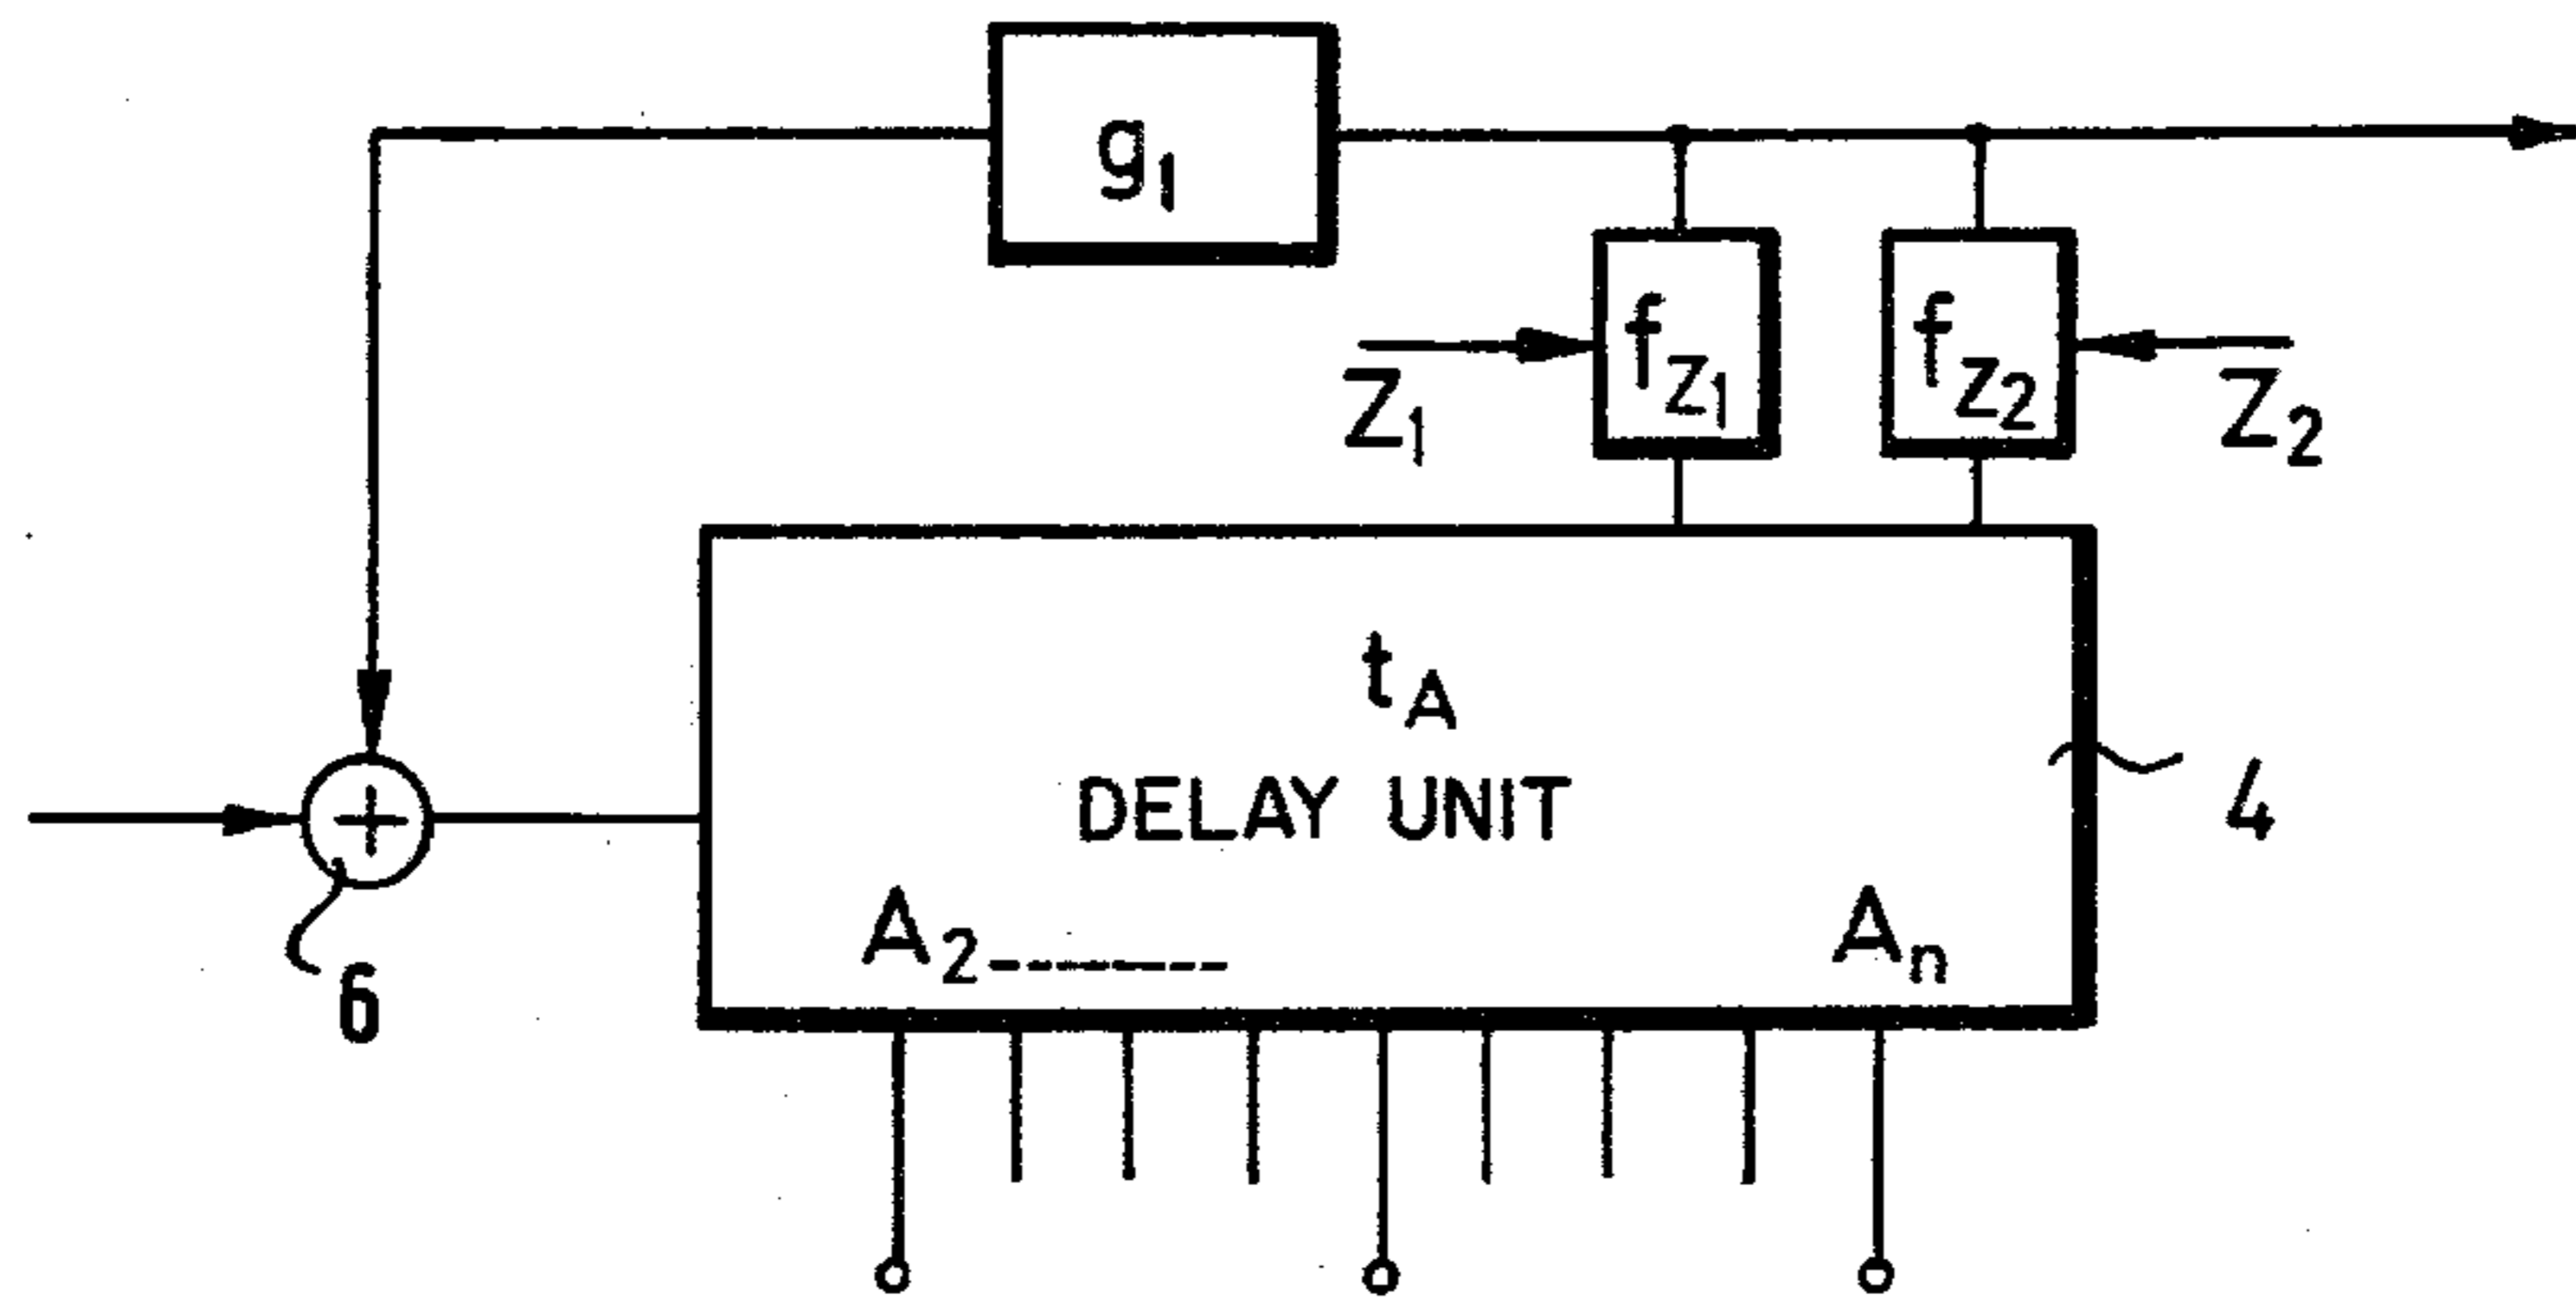 g1
fZ1
fZ2
Z1
Z2
tA
DELAY UNIT
4
A2------
An
+
6